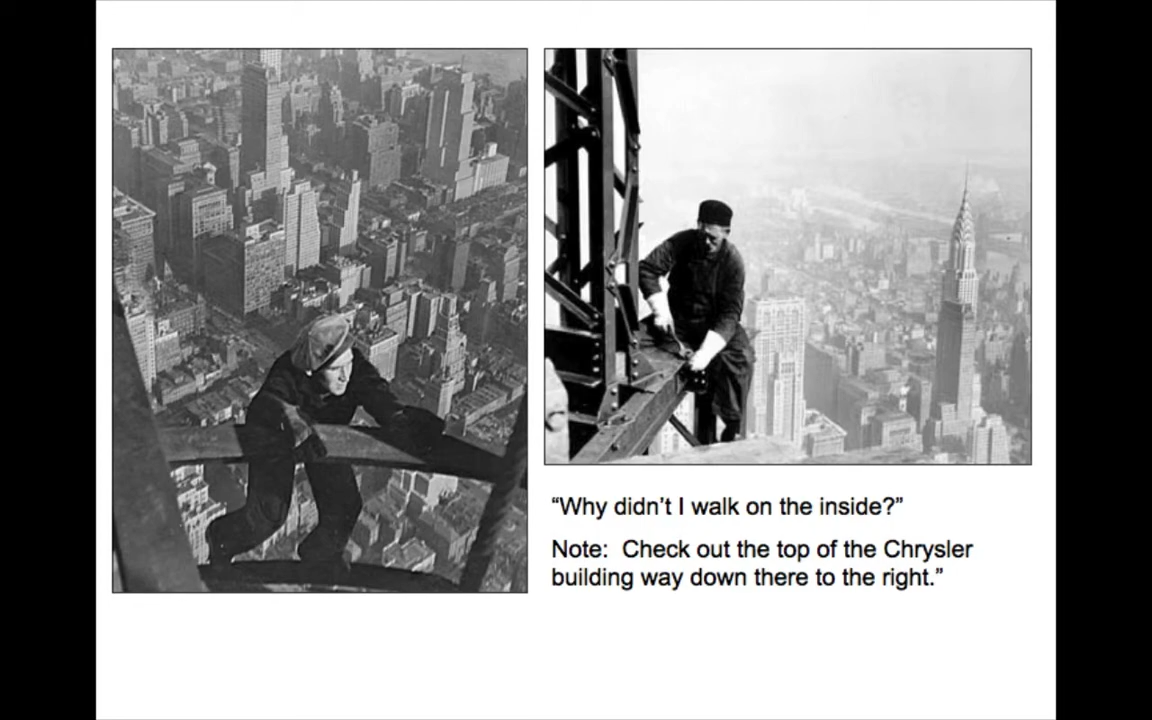 “Why didn’t I walk on the inside?”
Note:  Check out the top of the Chrysler
building way down there to the right.”